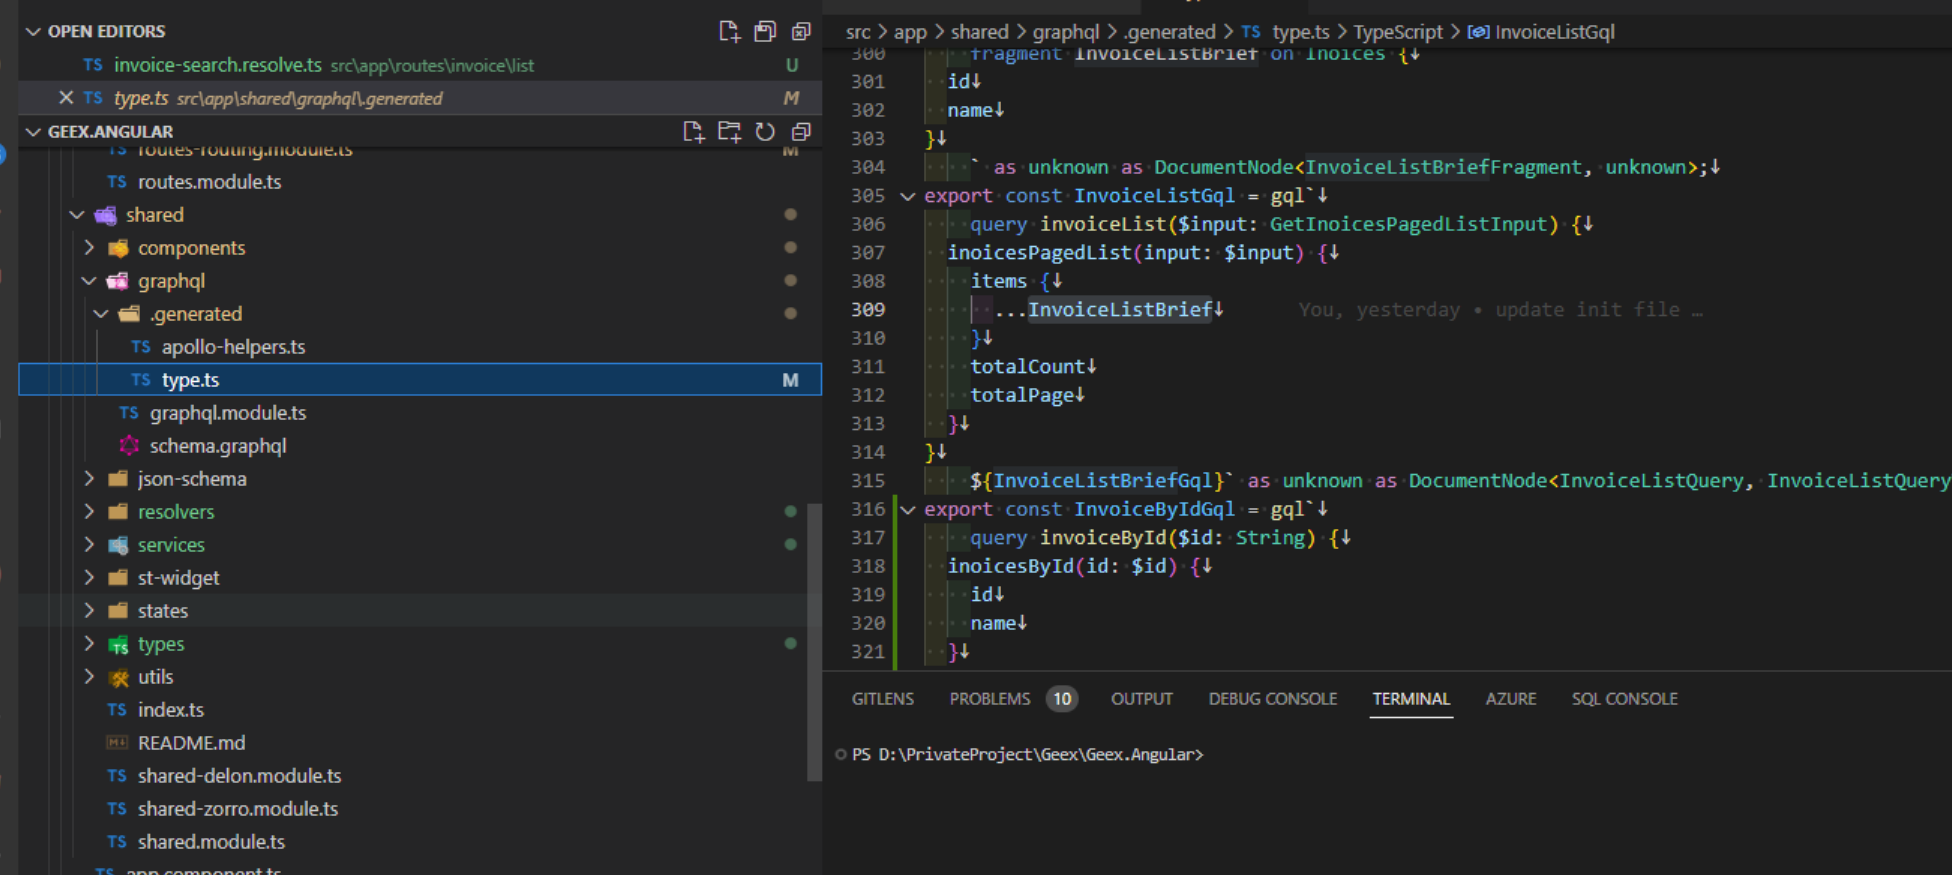 OPEN EDITORS
TS invoice-search.resolve.ts src\app\routes\invoice\list U
TS type.ts src\app\shared\graphql\.generated M
GEEX.ANGULAR
TS routes-routing.module.ts M
TS routes.module.ts
shared
components
graphql
.generated
TS apollo-helpers.ts
TS type.ts M
TS graphql.module.ts
schema.graphql
json-schema
resolvers
services
st-widget
states
types
utils
TS index.ts
README.md
TS shared-delon.module.ts
TS shared-zorro.module.ts
TS shared.module.ts
TS app.component.ts
src > app > shared > graphql > .generated > TS type.ts > TypeScript > InvoiceListGql
300 fragment InvoiceListBrief on Inoices {↓
301 id↓
302 name↓
303 }↓
304 ` as unknown as DocumentNode<InvoiceListBriefFragment, unknown>;↓
305 export const InvoiceListGql = gql`↓
306 query invoiceList($input: GetInoicesPagedListInput) {↓
307 inoicesPagedList(input: $input) {↓
308 items {↓
309 ...InvoiceListBrief↓ You, yesterday • update init file …
310 }↓
311 totalCount↓
312 totalPage↓
313 }↓
314 }↓
315 ${InvoiceListBriefGql}` as unknown as DocumentNode<InvoiceListQuery, InvoiceListQuery
316 export const InvoiceByIdGql = gql`↓
317 query invoiceById($id: String) {↓
318 inoicesById(id: $id) {↓
319 id↓
320 name↓
321 }↓
GITLENS PROBLEMS 10 OUTPUT DEBUG CONSOLE TERMINAL AZURE SQL CONSOLE
PS D:\PrivateProject\Geex\Geex.Angular>